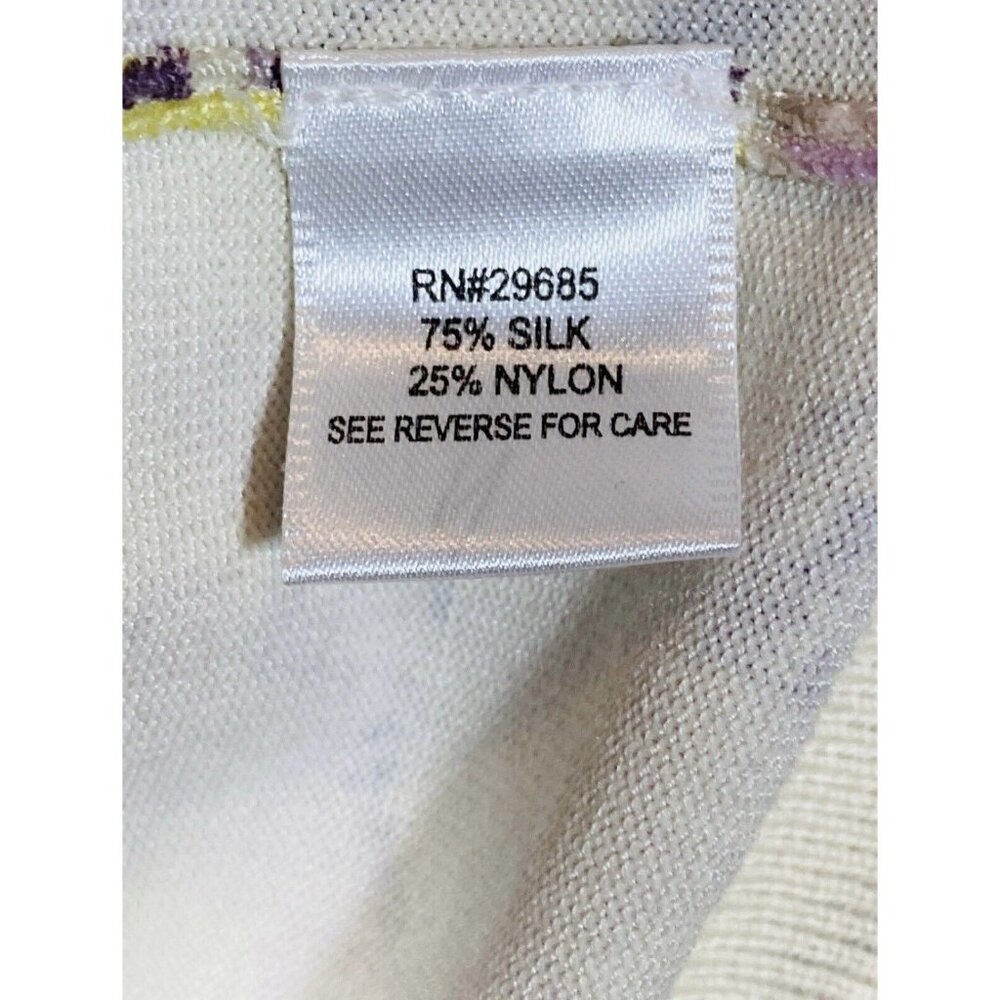 RN#29685
75% SILK
25% NYLON
SEE REVERSE FOR CARE